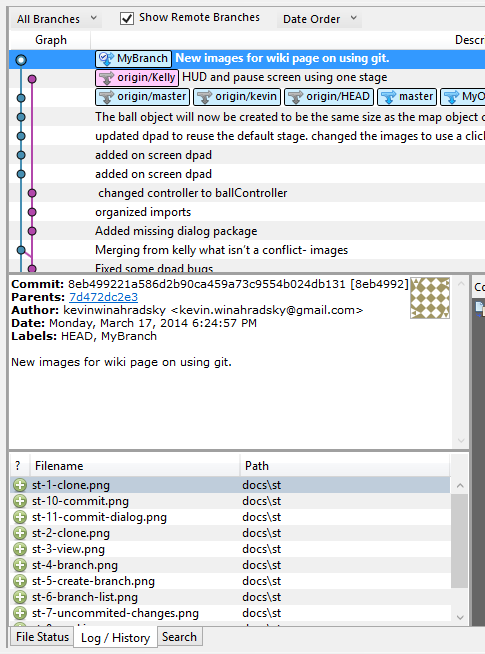 All Branches Show Remote Branches Date Order
Graph Descr
MyBranch New images for wiki page on using git.
origin/Kelly HUD and pause screen using one stage
origin/master origin/kevin origin/HEAD master MyO
The ball object will now be created to be the same size as the map object c
updated dpad to reuse the default stage. changed the images to use a click
added on screen dpad
added on screen dpad
changed controller to ballController
organized imports
Added missing dialog package
Merging from kelly what isn't a conflict- images
Fixed some dpad bugs
Commit: 8eb499221a586d2b90ca459a73c9554b024db131 [8eb4992]
Parents: 7d472dc2e3
Author: kevinwinahradsky <kevin.winahradsky@gmail.com>
Date: Monday, March 17, 2014 6:24:57 PM
Labels: HEAD, MyBranch
New images for wiki page on using git.
Co
? Filename Path
st-1-clone.png docs\st
st-10-commit.png docs\st
st-11-commit-dialog.png docs\st
st-2-clone.png docs\st
st-3-view.png docs\st
st-4-branch.png docs\st
st-5-create-branch.png docs\st
st-6-branch-list.png docs\st
st-7-uncommited-changes.png docs\st
File Status Log / History Search